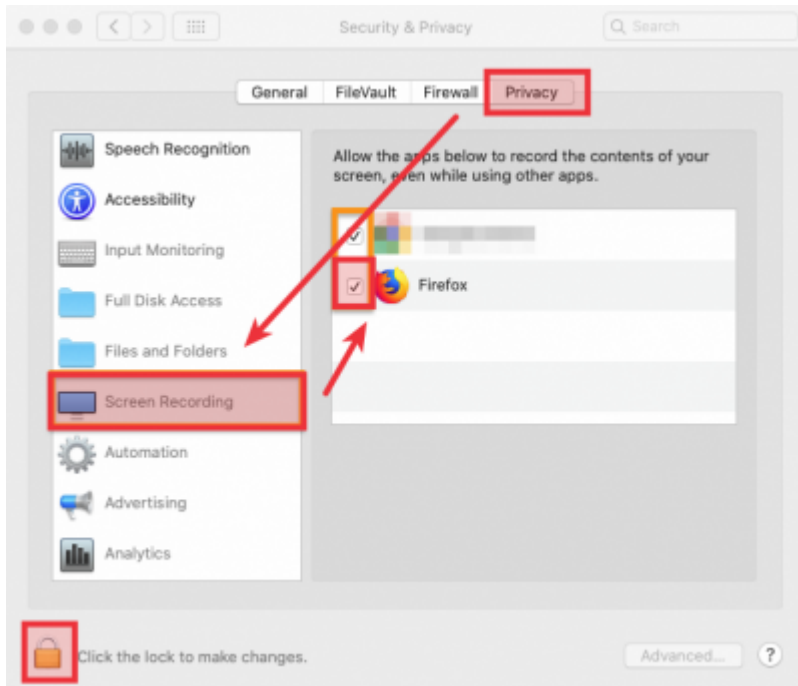 Security & Privacy
Search
General
FileVault
Firewall
Privacy
Speech Recognition
Accessibility
Input Monitoring
Full Disk Access
Files and Folders
Screen Recording
Automation
Advertising
Analytics
Allow the apps below to record the contents of your
screen, even while using other apps.
Firefox
Click the lock to make changes.
Advanced...
?